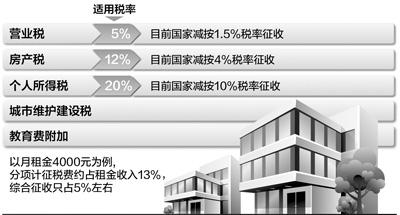 适用税率
营业税 5% 目前国家减按1.5%税率征收
房产税 12% 目前国家减按4%税率征收
个人所得税 20% 目前国家减按10%税率征收
城市维护建设税
教育费附加
以月租金4000元为例，
分项计征税费约占租金收入13%，
综合征收只占5%左右